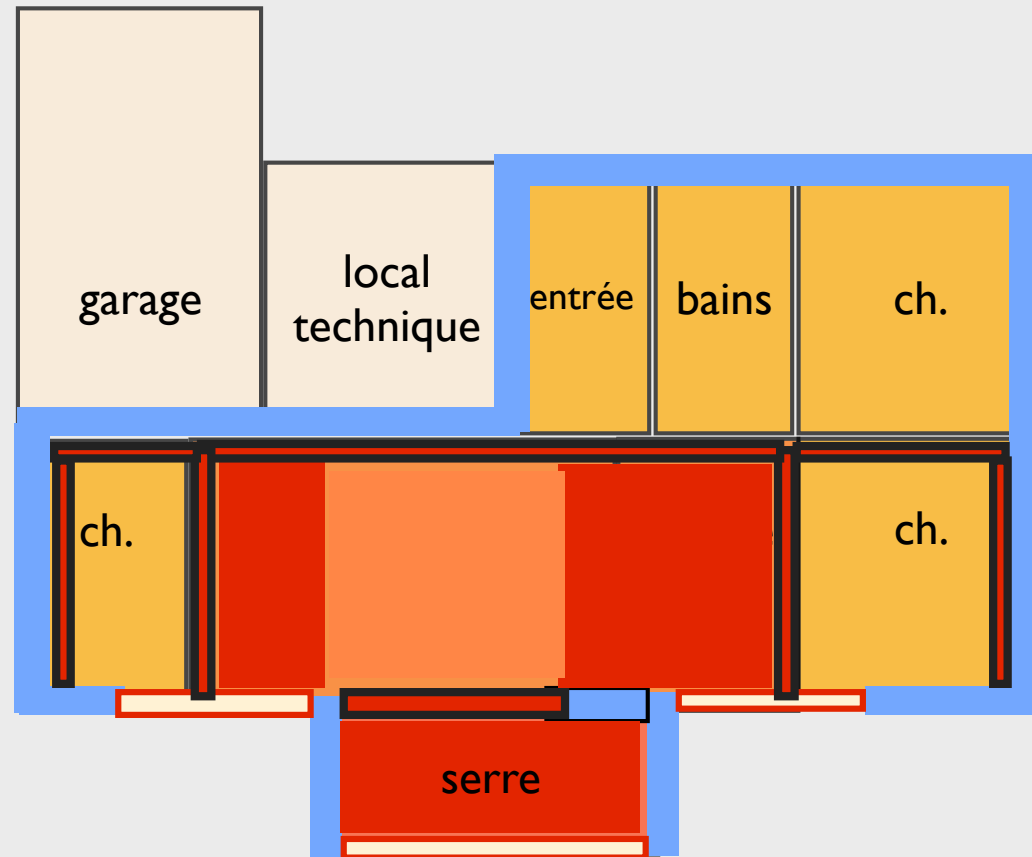 garage
local
technique
entrée
bains
ch.
ch.
ch.
serre